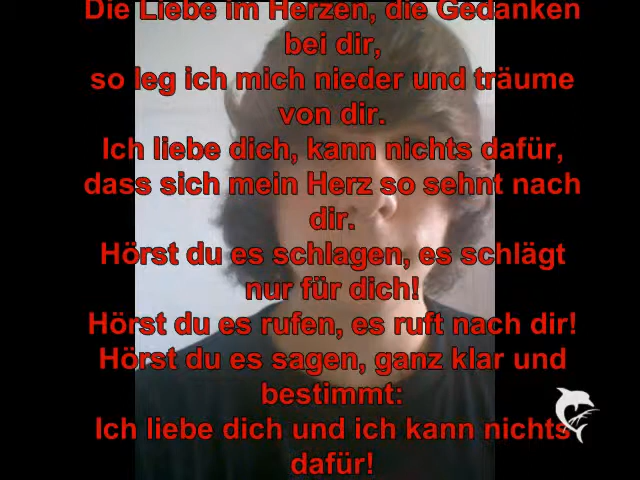 Die Liebe im Herzen, die Gedanken
bei dir,
so leg ich mich nieder und träume
von dir.
Ich liebe dich, kann nichts dafür,
dass sich mein Herz so sehnt nach
dir.
Hörst du es schlagen, es schlägt
nur für dich!
Hörst du es rufen, es ruft nach dir!
Hörst du es sagen, ganz klar und
bestimmt:
Ich liebe dich und ich kann nichts
dafür!